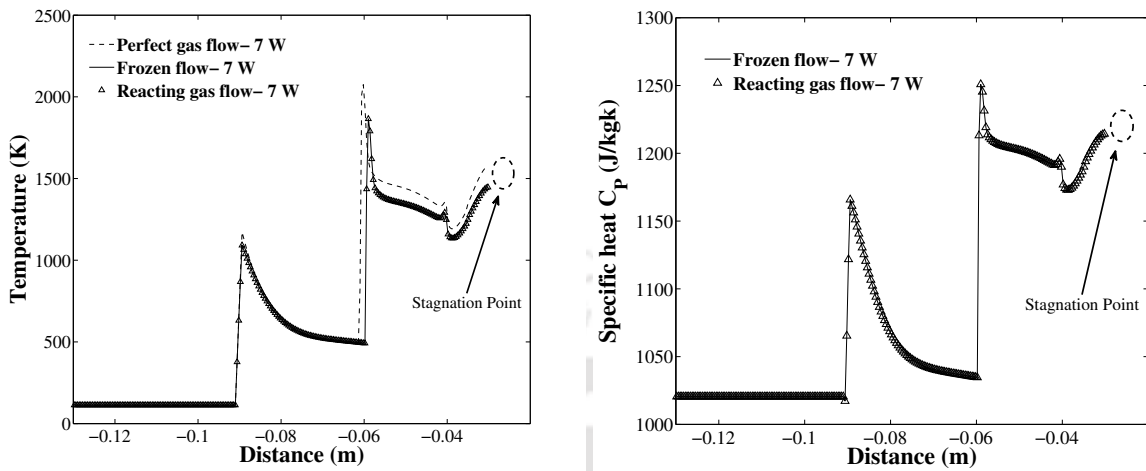 2500
2000
1500
1000
500
0
Temperature (K)
Perfect gas flow− 7 W
Frozen flow− 7 W
Reacting gas flow− 7 W
Stagnation Point
−0.12
−0.1
−0.08
−0.06
−0.04
Distance (m)
1300
1250
1200
1150
1100
1050
1000
Specific heat CP (J/kgk)
Frozen flow− 7 W
Reacting gas flow− 7 W
Stagnation Point
−0.12
−0.1
−0.08
−0.06
−0.04
Distance (m)